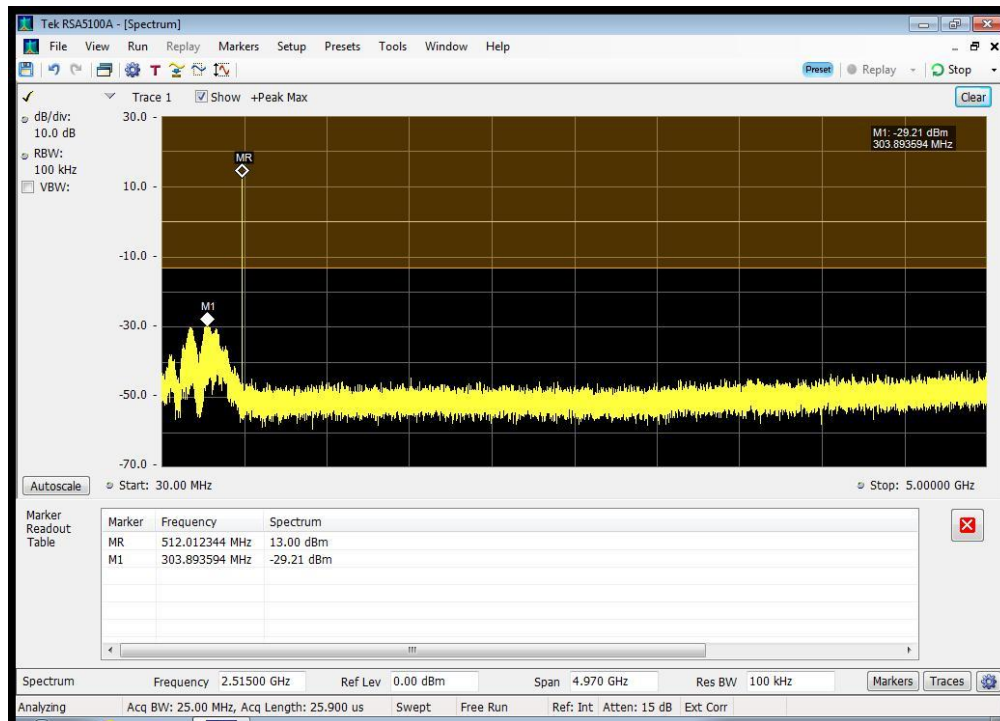 Tek RSA5100A - [Spectrum]
File View Run Replay Markers Setup Presets Tools Window Help
T Preset Replay Stop
Trace 1 Show +Peak Max Clear
dB/div:
10.0 dB
RBW:
100 kHz
VBW:
30.0
10.0
-10.0
-30.0
-50.0
-70.0
MR
M1
M1: -29.21 dBm
303.893594 MHz
Autoscale Start: 30.00 MHz Stop: 5.00000 GHz
Marker
Readout
Table
Marker Frequency Spectrum
MR 512.012344 MHz 13.00 dBm
M1 303.893594 MHz -29.21 dBm
Spectrum Frequency 2.51500 GHz Ref Lev 0.00 dBm Span 4.970 GHz Res BW 100 kHz Markers Traces
Analyzing Acq BW: 25.00 MHz, Acq Length: 25.900 us Swept Free Run Ref: Int Atten: 15 dB Ext Corr